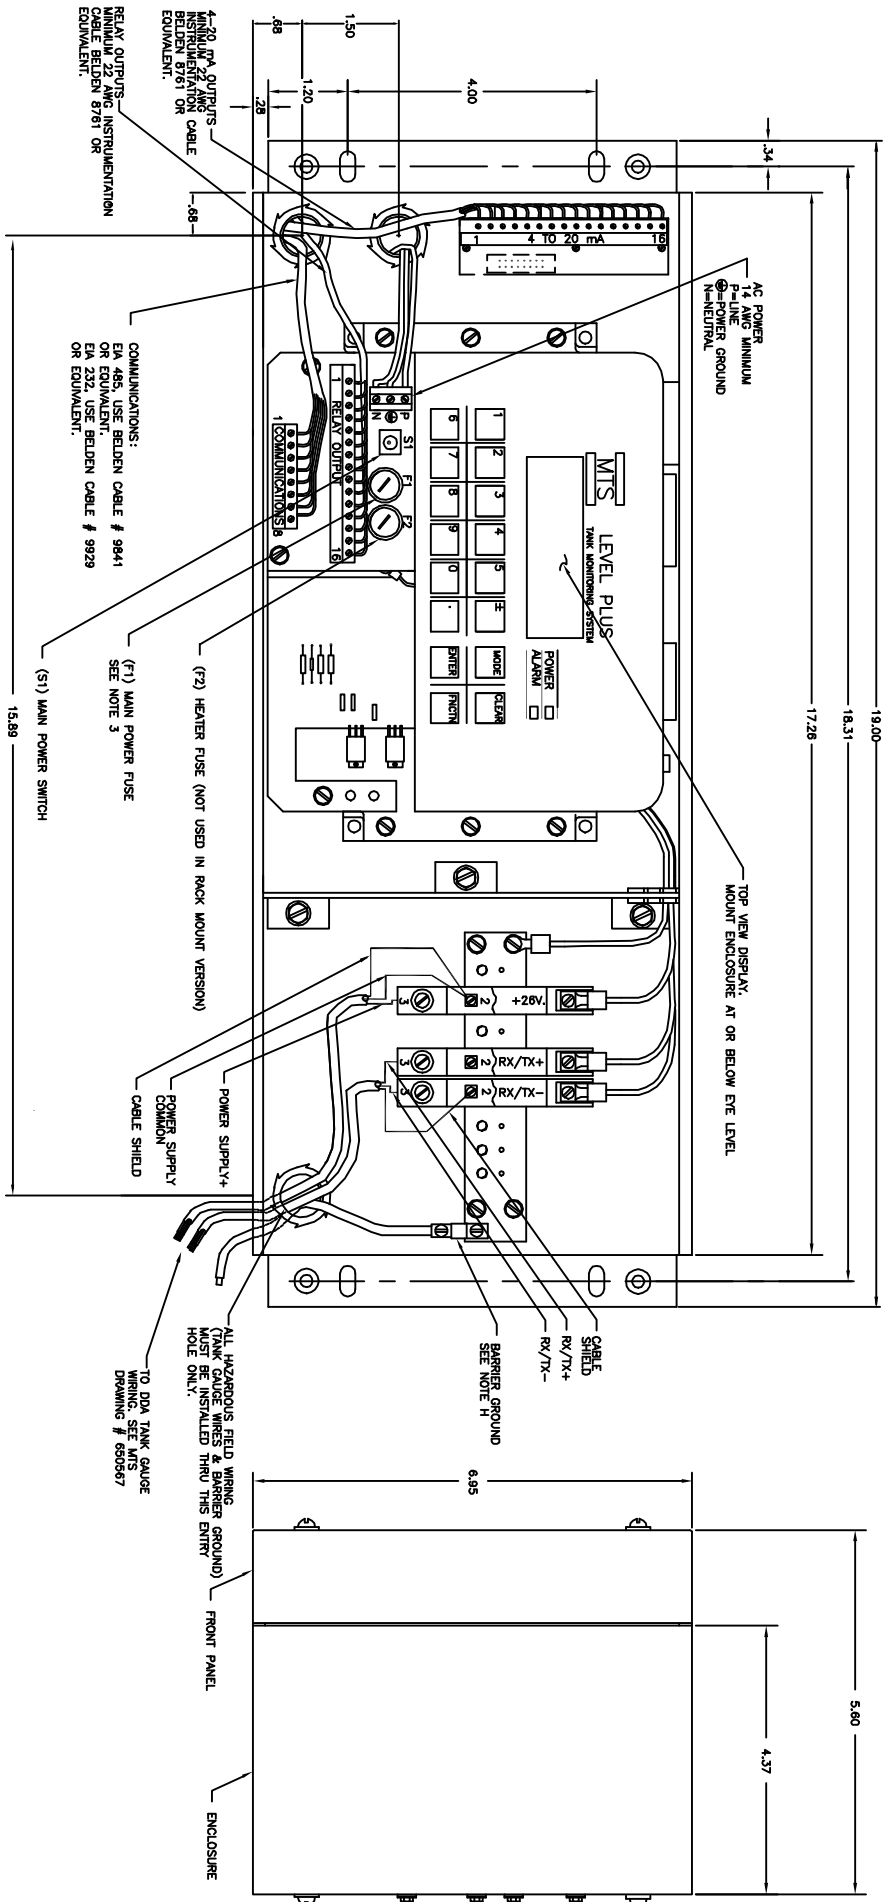 19.00
18.31
17.26
.34
AC POWER
14 AWG MINIMUM
P=LINE
=POWER GROUND
N=NEUTRAL
TOP VIEW DISPLAY.
MOUNT ENCLOSURE AT OR BELOW EYE LEVEL
4.00
1.50
1.20
.68
.28
.68
4-20 mA OUTPUTS
MINIMUM 22 AWG
INSTRUMENTATION CABLE
BELDEN 8761 OR
EQUIVALENT.
RELAY OUTPUTS
MINIMUM 22 AWG INSTRUMENTATION
CABLE BELDEN 8761 OR
EQUIVALENT.
1 4 TO 20 mA 16
MTS
LEVEL PLUS
TANK MONITORING SYSTEM
POWER
ALARM
1 2 3 4 5 ± MODE CLEAR
6 7 8 9 0 . ENTER FNCTN
N P
S1 F1 F2
1 RELAY OUTPUT 16
1 COMMUNICATIONS 8
+26V.
2
3
RX/TX+
2
3
RX/TX-
2
3
COMMUNICATIONS:
EIA 485, USE BELDEN CABLE # 9841
OR EQUIVALENT.
EIA 232, USE BELDEN CABLE # 9929
OR EQUIVALENT.
(S1) MAIN POWER SWITCH
(F1) MAIN POWER FUSE
SEE NOTE 3
(F2) HEATER FUSE (NOT USED IN RACK MOUNT VERSION)
POWER SUPPLY+
POWER SUPPLY
COMMON
CABLE SHIELD
15.89
CABLE
SHIELD
RX/TX+
RX/TX-
BARRIER GROUND
SEE NOTE H
ALL HAZARDOUS FIELD WIRING
(TANK GAUGE WIRES & BARRIER GROUND)
MUST BE INSTALLED THRU THIS ENTRY
HOLE ONLY.
TO DDA TANK GAUGE
WIRING. SEE MTS
DRAWING # 650567
5.60
4.37
6.95
FRONT PANEL
ENCLOSURE